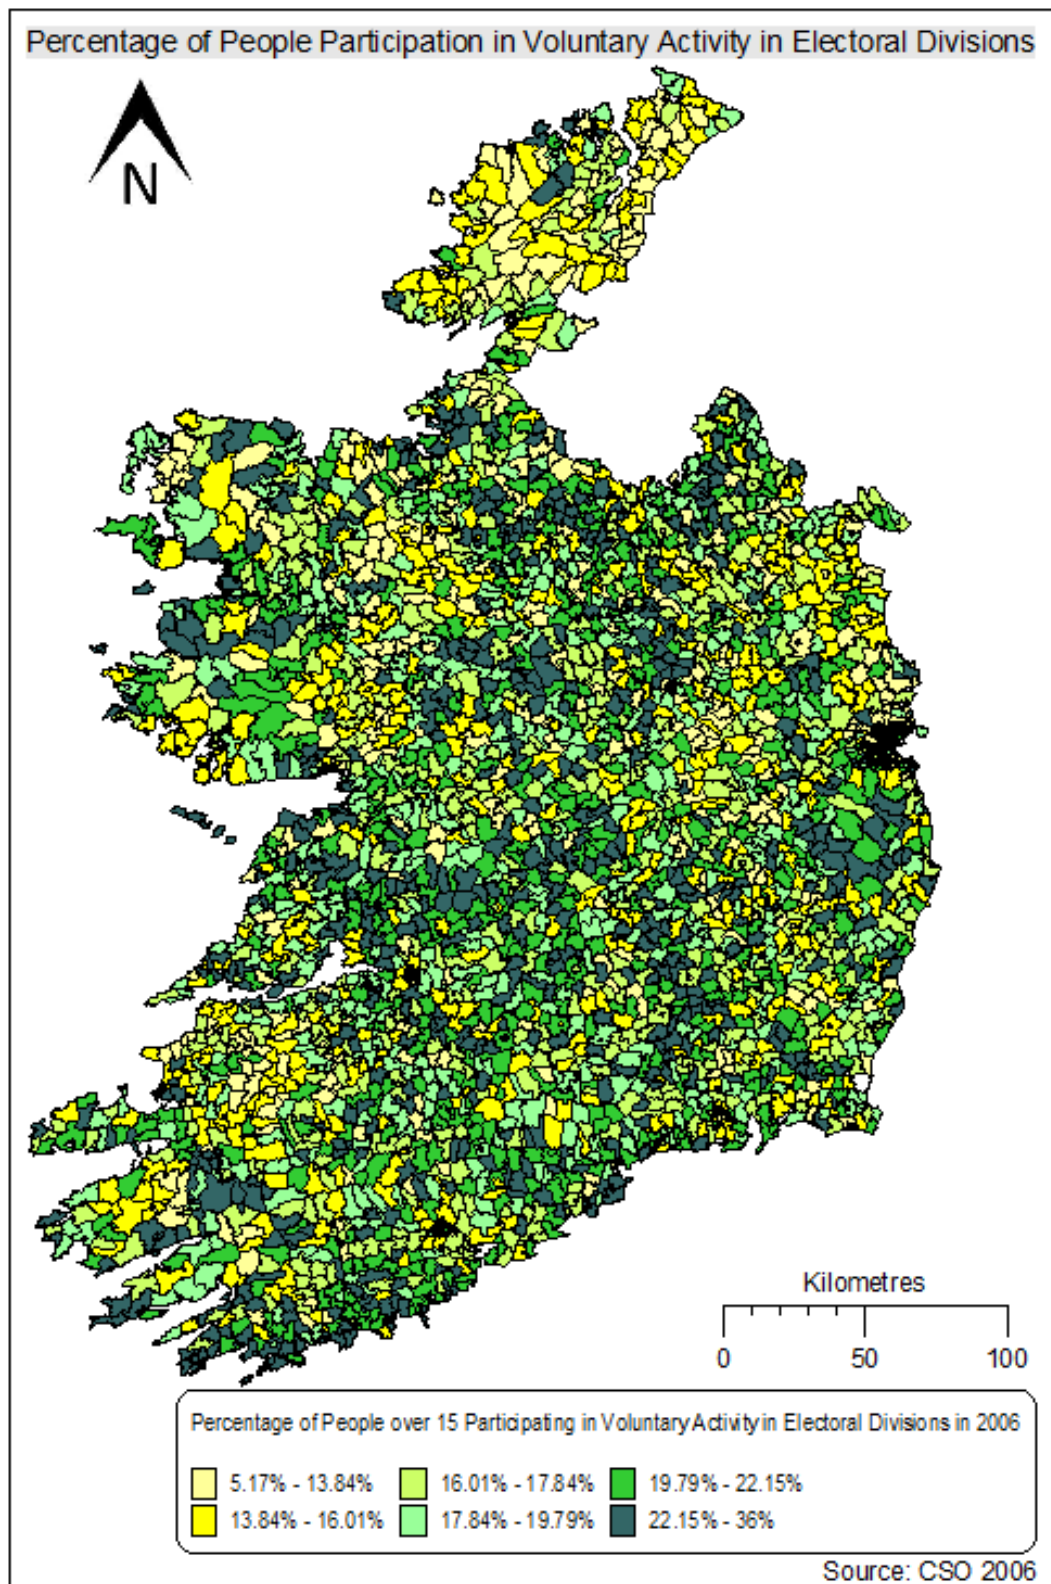 Percentage of People Participation in Voluntary Activity in Electoral Divisions
N
Kilometres
0 50 100
Percentage of People over 15 Participating in Voluntary Activity in Electoral Divisions in 2006
5.17% - 13.84% 16.01% - 17.84% 19.79% - 22.15%
13.84% - 16.01% 17.84% - 19.79% 22.15% - 36%
Source: CSO 2006